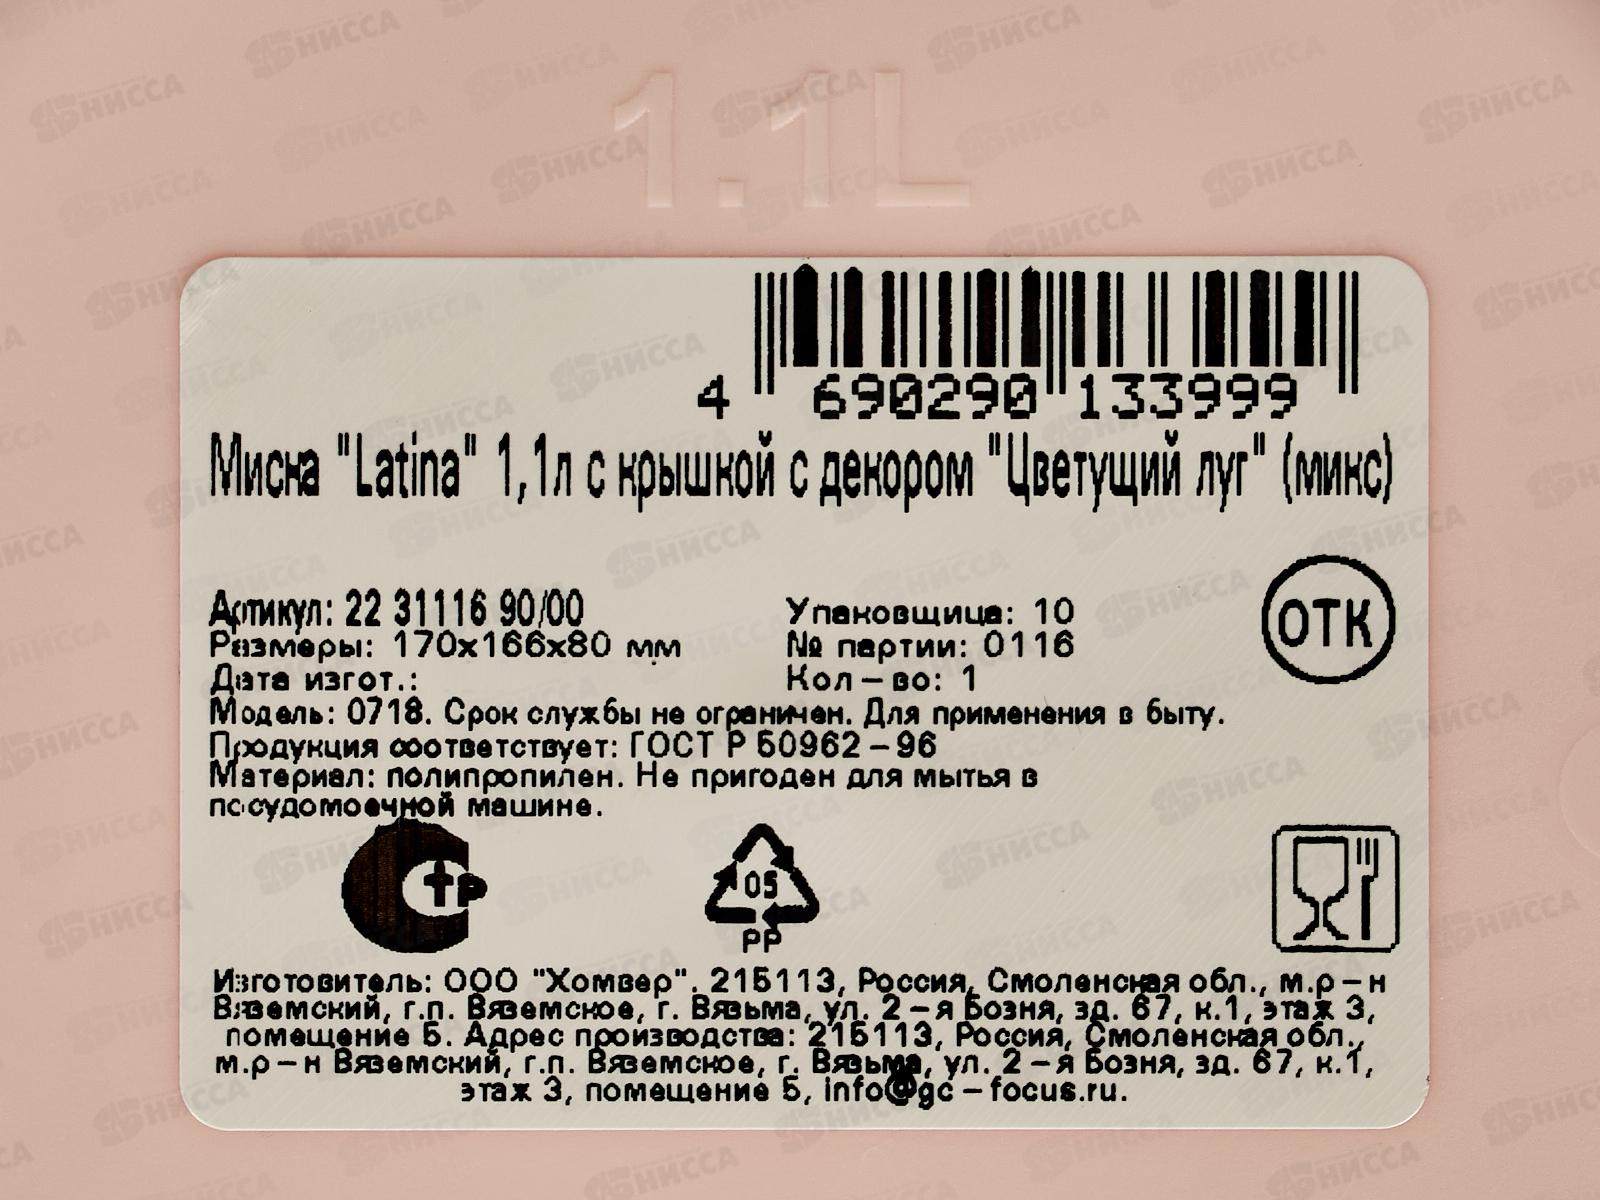 1.1L
4 690290 133999
Миска "Latina" 1,1л с крышкой с декором "Цветущий луг" (микс)
Артикул: 22 31116 90/00
Упаковщица: 10
ОТК
Размеры: 170х166х80 мм
№ партии: 0116
Дата изгот.:
Кол-во: 1
Модель: 0718. Срок службы не ограничен. Для применения в быту.
Продукция соответствует: ГОСТ Р 50962-96
Материал: полипропилен. Не пригоден для мытья в
посудомоечной машине.
СТР
05
PP
Изготовитель: ООО "Хомвер". 215113, Россия, Смоленская обл., м.р-н
Вяземский, г.п. Вяземское, г. Вязьма, ул. 2-я Бозня, зд. 67, к.1, этаж 3,
помещение 5. Адрес производства: 215113, Россия, Смоленская обл.,
м.р-н Вяземский, г.п. Вяземское, г. Вязьма, ул. 2-я Бозня, зд. 67, к.1,
этаж 3, помещение 5, info@gc-focus.ru.
НИССА